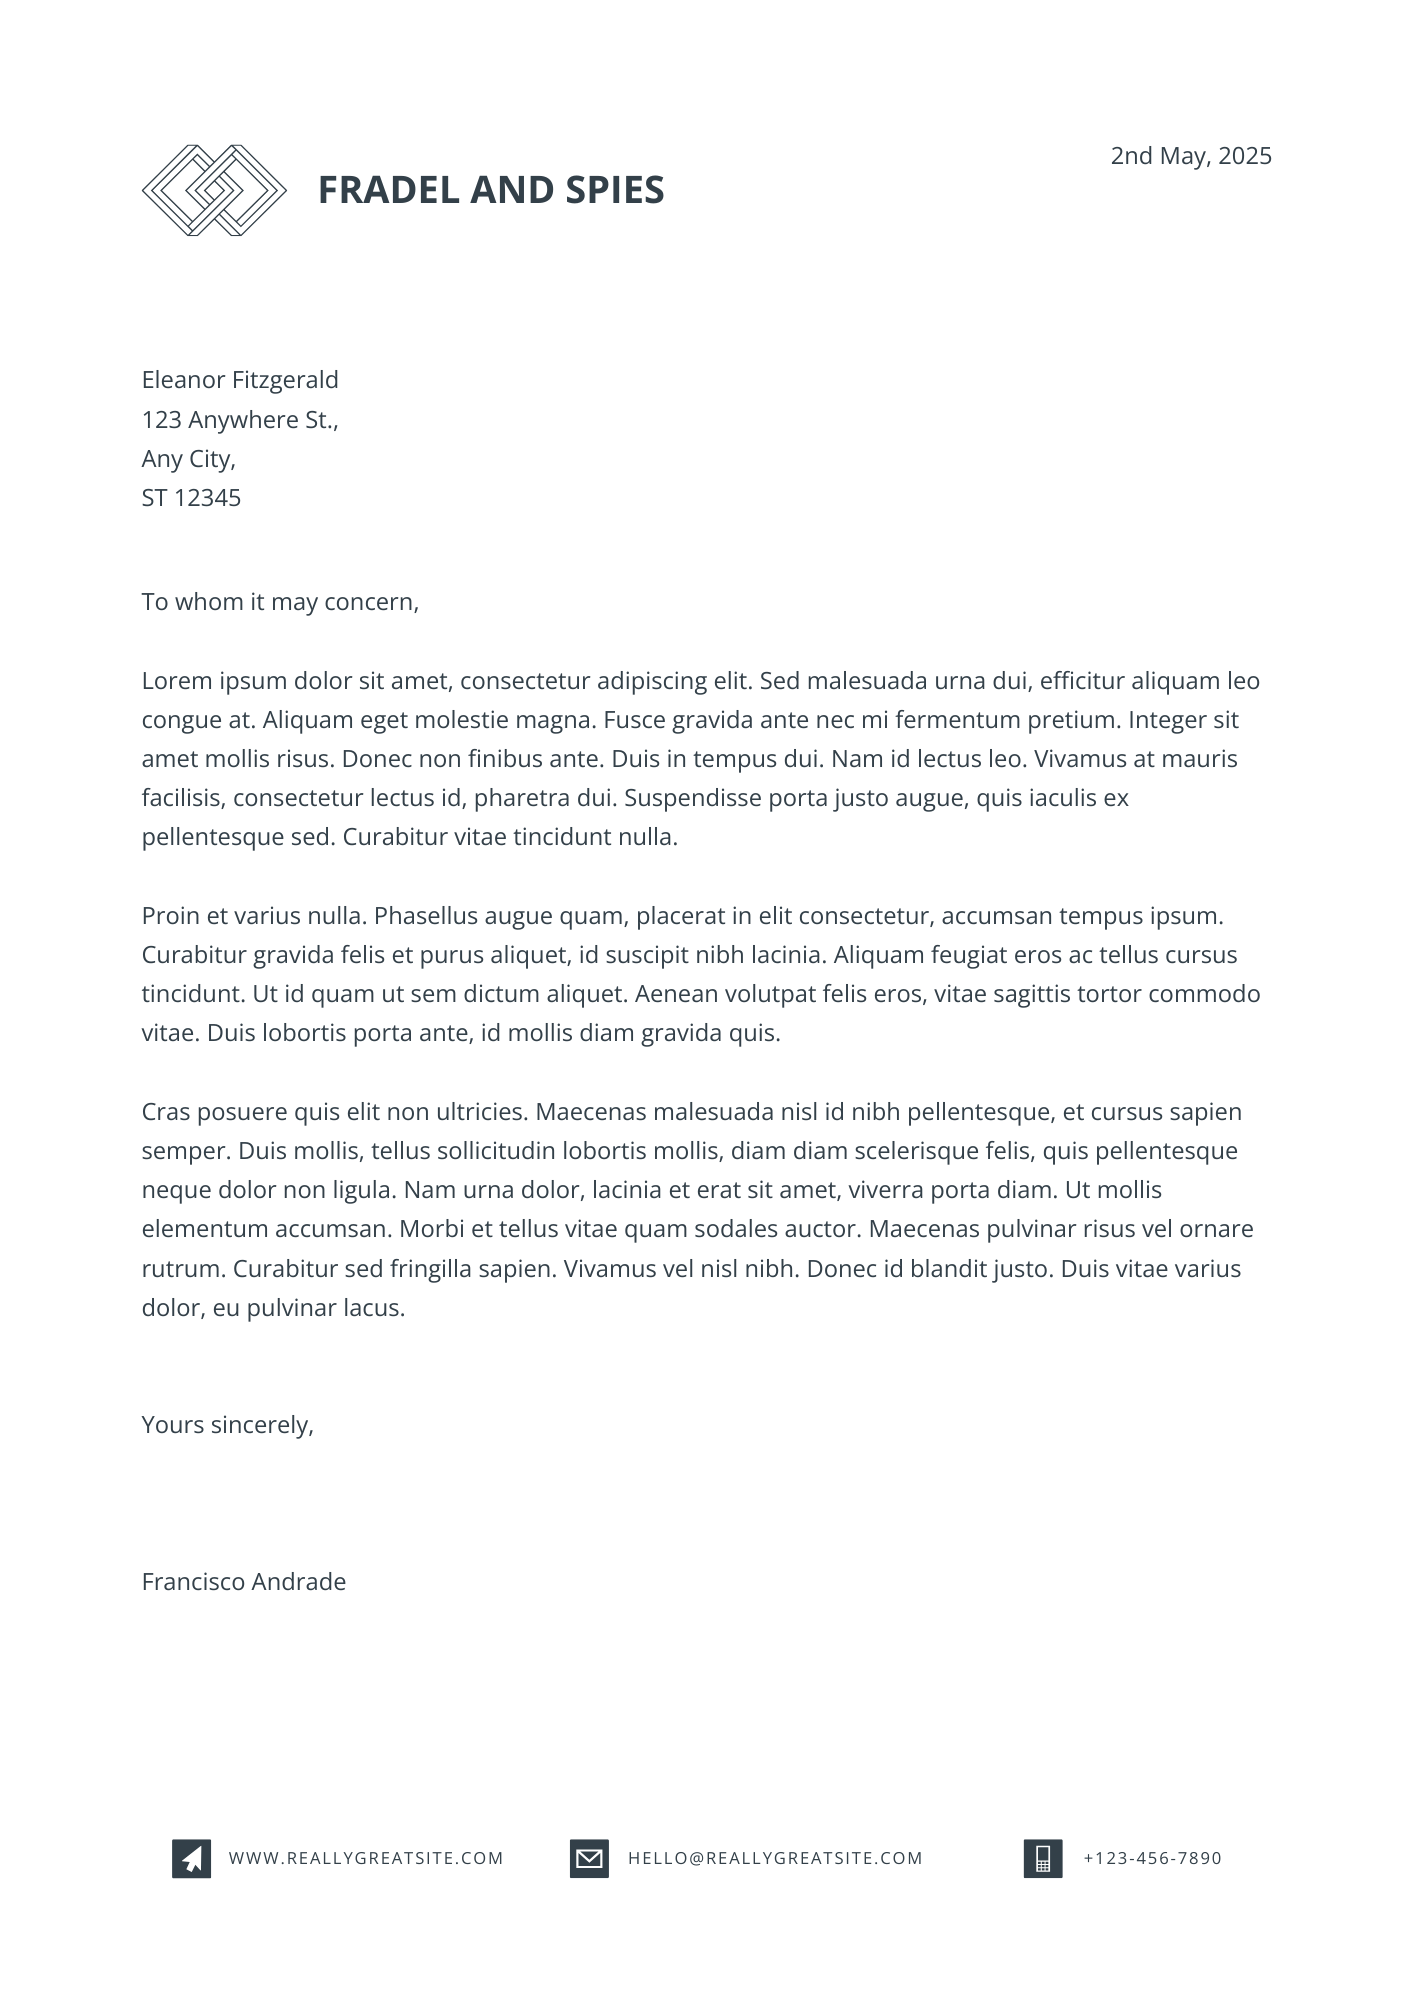 2nd May, 2025
FRADEL AND SPIES
Eleanor Fitzgerald
123 Anywhere St.,
Any City,
ST 12345
To whom it may concern,
Lorem ipsum dolor sit amet, consectetur adipiscing elit. Sed malesuada urna dui, efficitur aliquam leo
congue at. Aliquam eget molestie magna. Fusce gravida ante nec mi fermentum pretium. Integer sit
amet mollis risus. Donec non finibus ante. Duis in tempus dui. Nam id lectus leo. Vivamus at mauris
facilisis, consectetur lectus id, pharetra dui. Suspendisse porta justo augue, quis iaculis ex
pellentesque sed. Curabitur vitae tincidunt nulla.
Proin et varius nulla. Phasellus augue quam, placerat in elit consectetur, accumsan tempus ipsum.
Curabitur gravida felis et purus aliquet, id suscipit nibh lacinia. Aliquam feugiat eros ac tellus cursus
tincidunt. Ut id quam ut sem dictum aliquet. Aenean volutpat felis eros, vitae sagittis tortor commodo
vitae. Duis lobortis porta ante, id mollis diam gravida quis.
Cras posuere quis elit non ultricies. Maecenas malesuada nisl id nibh pellentesque, et cursus sapien
semper. Duis mollis, tellus sollicitudin lobortis mollis, diam diam scelerisque felis, quis pellentesque
neque dolor non ligula. Nam urna dolor, lacinia et erat sit amet, viverra porta diam. Ut mollis
elementum accumsan. Morbi et tellus vitae quam sodales auctor. Maecenas pulvinar risus vel ornare
rutrum. Curabitur sed fringilla sapien. Vivamus vel nisl nibh. Donec id blandit justo. Duis vitae varius
dolor, eu pulvinar lacus.
Yours sincerely,
Francisco Andrade
WWW.REALLYGREATSITE.COM
HELLO@REALLYGREATSITE.COM
+123-456-7890